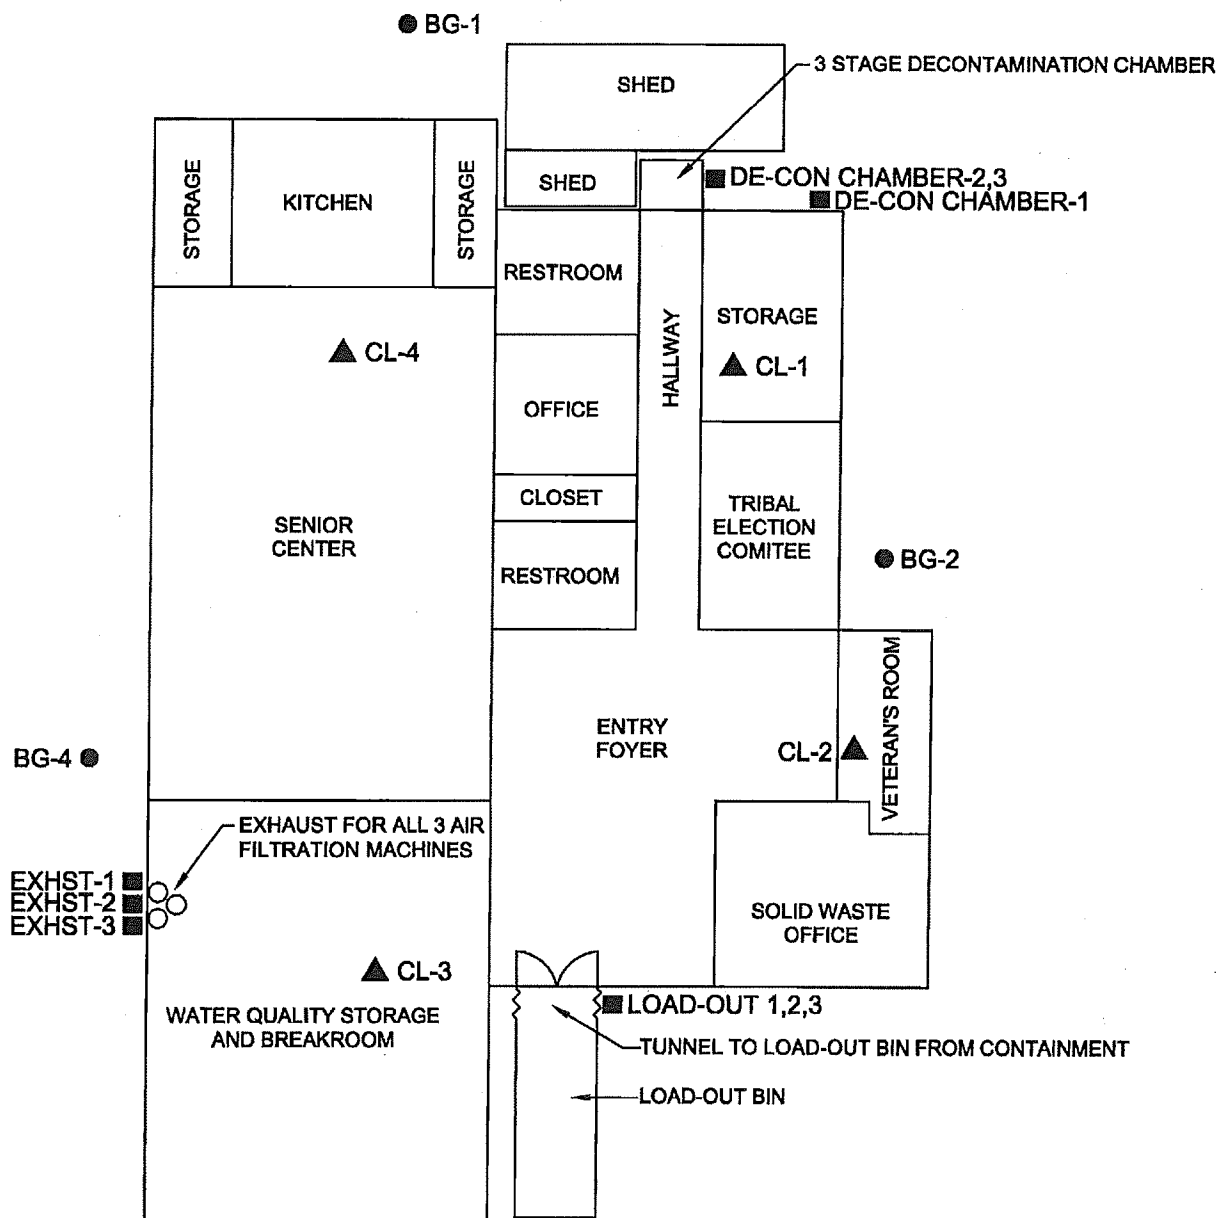 BG-1
SHED
3 STAGE DECONTAMINATION CHAMBER
STORAGE
KITCHEN
STORAGE
SHED
DE-CON CHAMBER-2,3
DE-CON CHAMBER-1
RESTROOM
HALLWAY
STORAGE
CL-4
CL-1
OFFICE
CLOSET
SENIOR
CENTER
TRIBAL
ELECTION
COMITEE
BG-2
RESTROOM
VETERAN'S ROOM
ENTRY
FOYER
BG-4
CL-2
EXHAUST FOR ALL 3 AIR
FILTRATION MACHINES
EXHST-1
EXHST-2
EXHST-3
SOLID WASTE
OFFICE
CL-3
LOAD-OUT 1,2,3
WATER QUALITY STORAGE
AND BREAKROOM
TUNNEL TO LOAD-OUT BIN FROM CONTAINMENT
LOAD-OUT BIN